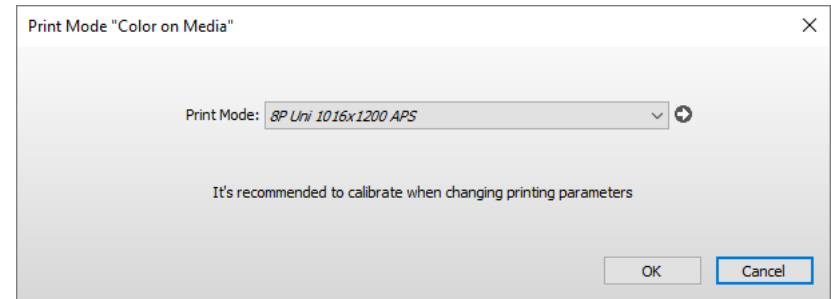 Print Mode "Color on Media"
Print Mode: 8P Uni 1016x1200 APS
It's recommended to calibrate when changing printing parameters
OK Cancel